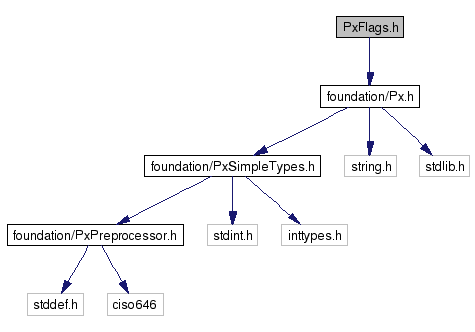 PxFlags.h
foundation/Px.h
foundation/PxSimpleTypes.h
string.h
stdlib.h
foundation/PxPreprocessor.h
stdint.h
inttypes.h
stddef.h
ciso646